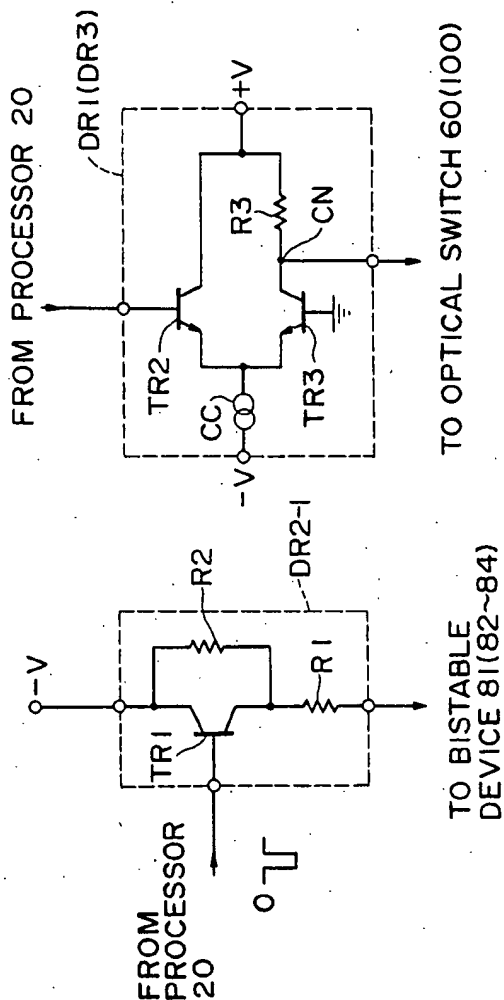 FROM PROCESSOR 20
DR1(DR3)
TR2
R3
+V
CC
CN
-V
TR3
TO OPTICAL SWITCH 60(100)
-V
DR2-1
R2
TR1
R1
FROM
PROCESSOR
20
0
TO BISTABLE
DEVICE 81(82~84)